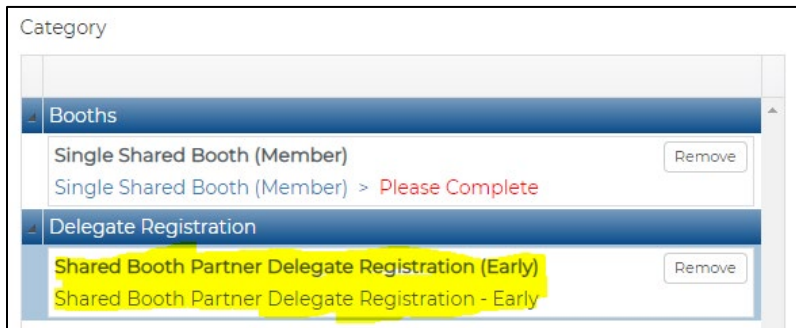 Category
Booths
Single Shared Booth (Member)
Remove
Single Shared Booth (Member) > Please Complete
Delegate Registration
Shared Booth Partner Delegate Registration (Early)
Remove
Shared Booth Partner Delegate Registration - Early